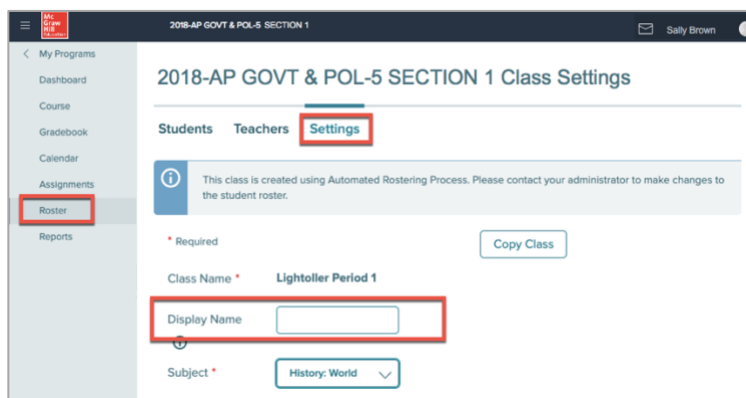 Mc
Graw
Hill
Education
2018-AP GOVT & POL-5 SECTION 1
Sally Brown
My Programs
Dashboard
Course
Gradebook
Calendar
Assignments
Roster
Reports
2018-AP GOVT & POL-5 SECTION 1 Class Settings
Students Teachers Settings
This class is created using Automated Rostering Process. Please contact your administrator to make changes to
the student roster.
* Required
Copy Class
Class Name * Lightoller Period 1
Display Name
Subject * History: World